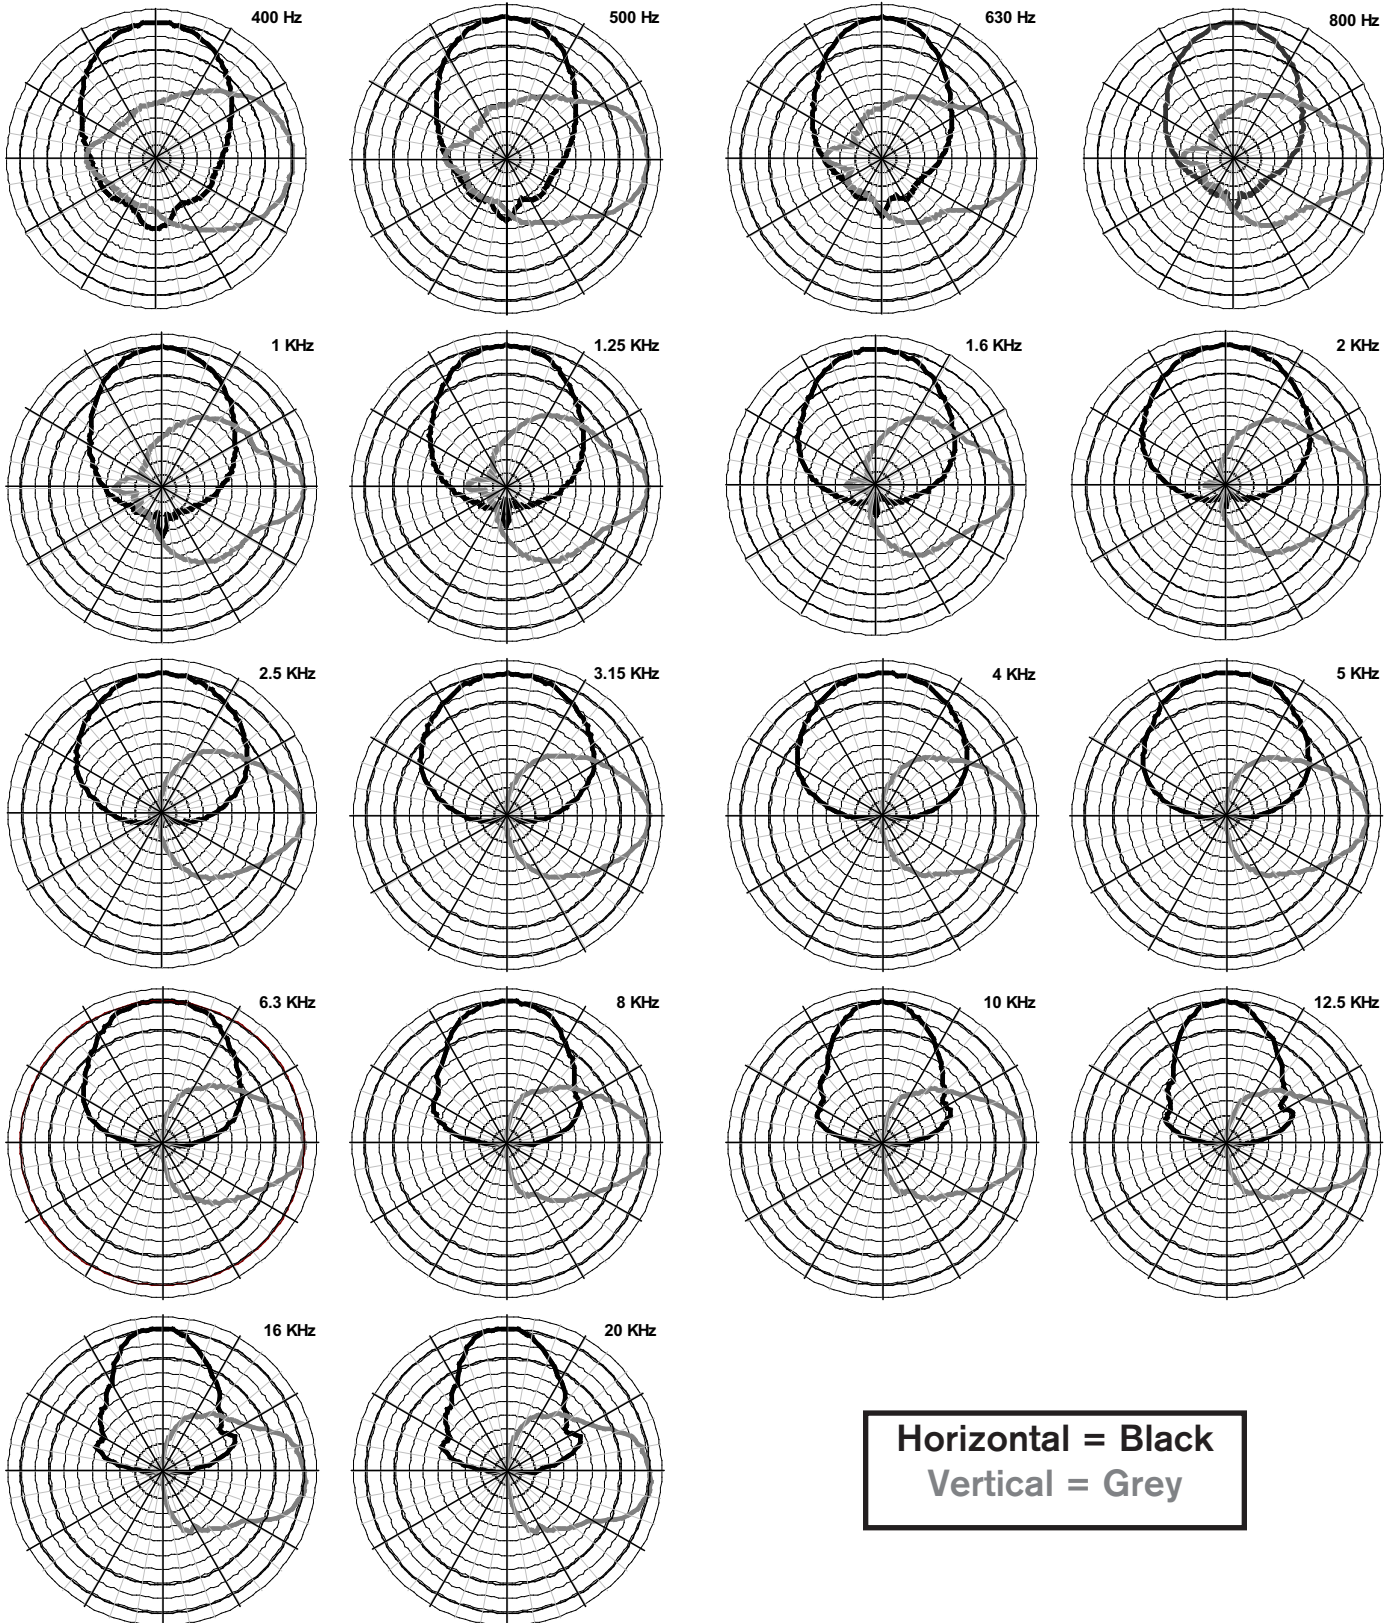 400 Hz
500 Hz
630 Hz
800 Hz
1 KHz
1.25 KHz
1.6 KHz
2 KHz
2.5 KHz
3.15 KHz
4 KHz
5 KHz
6.3 KHz
8 KHz
10 KHz
12.5 KHz
16 KHz
20 KHz
Horizontal = Black
Vertical = Grey